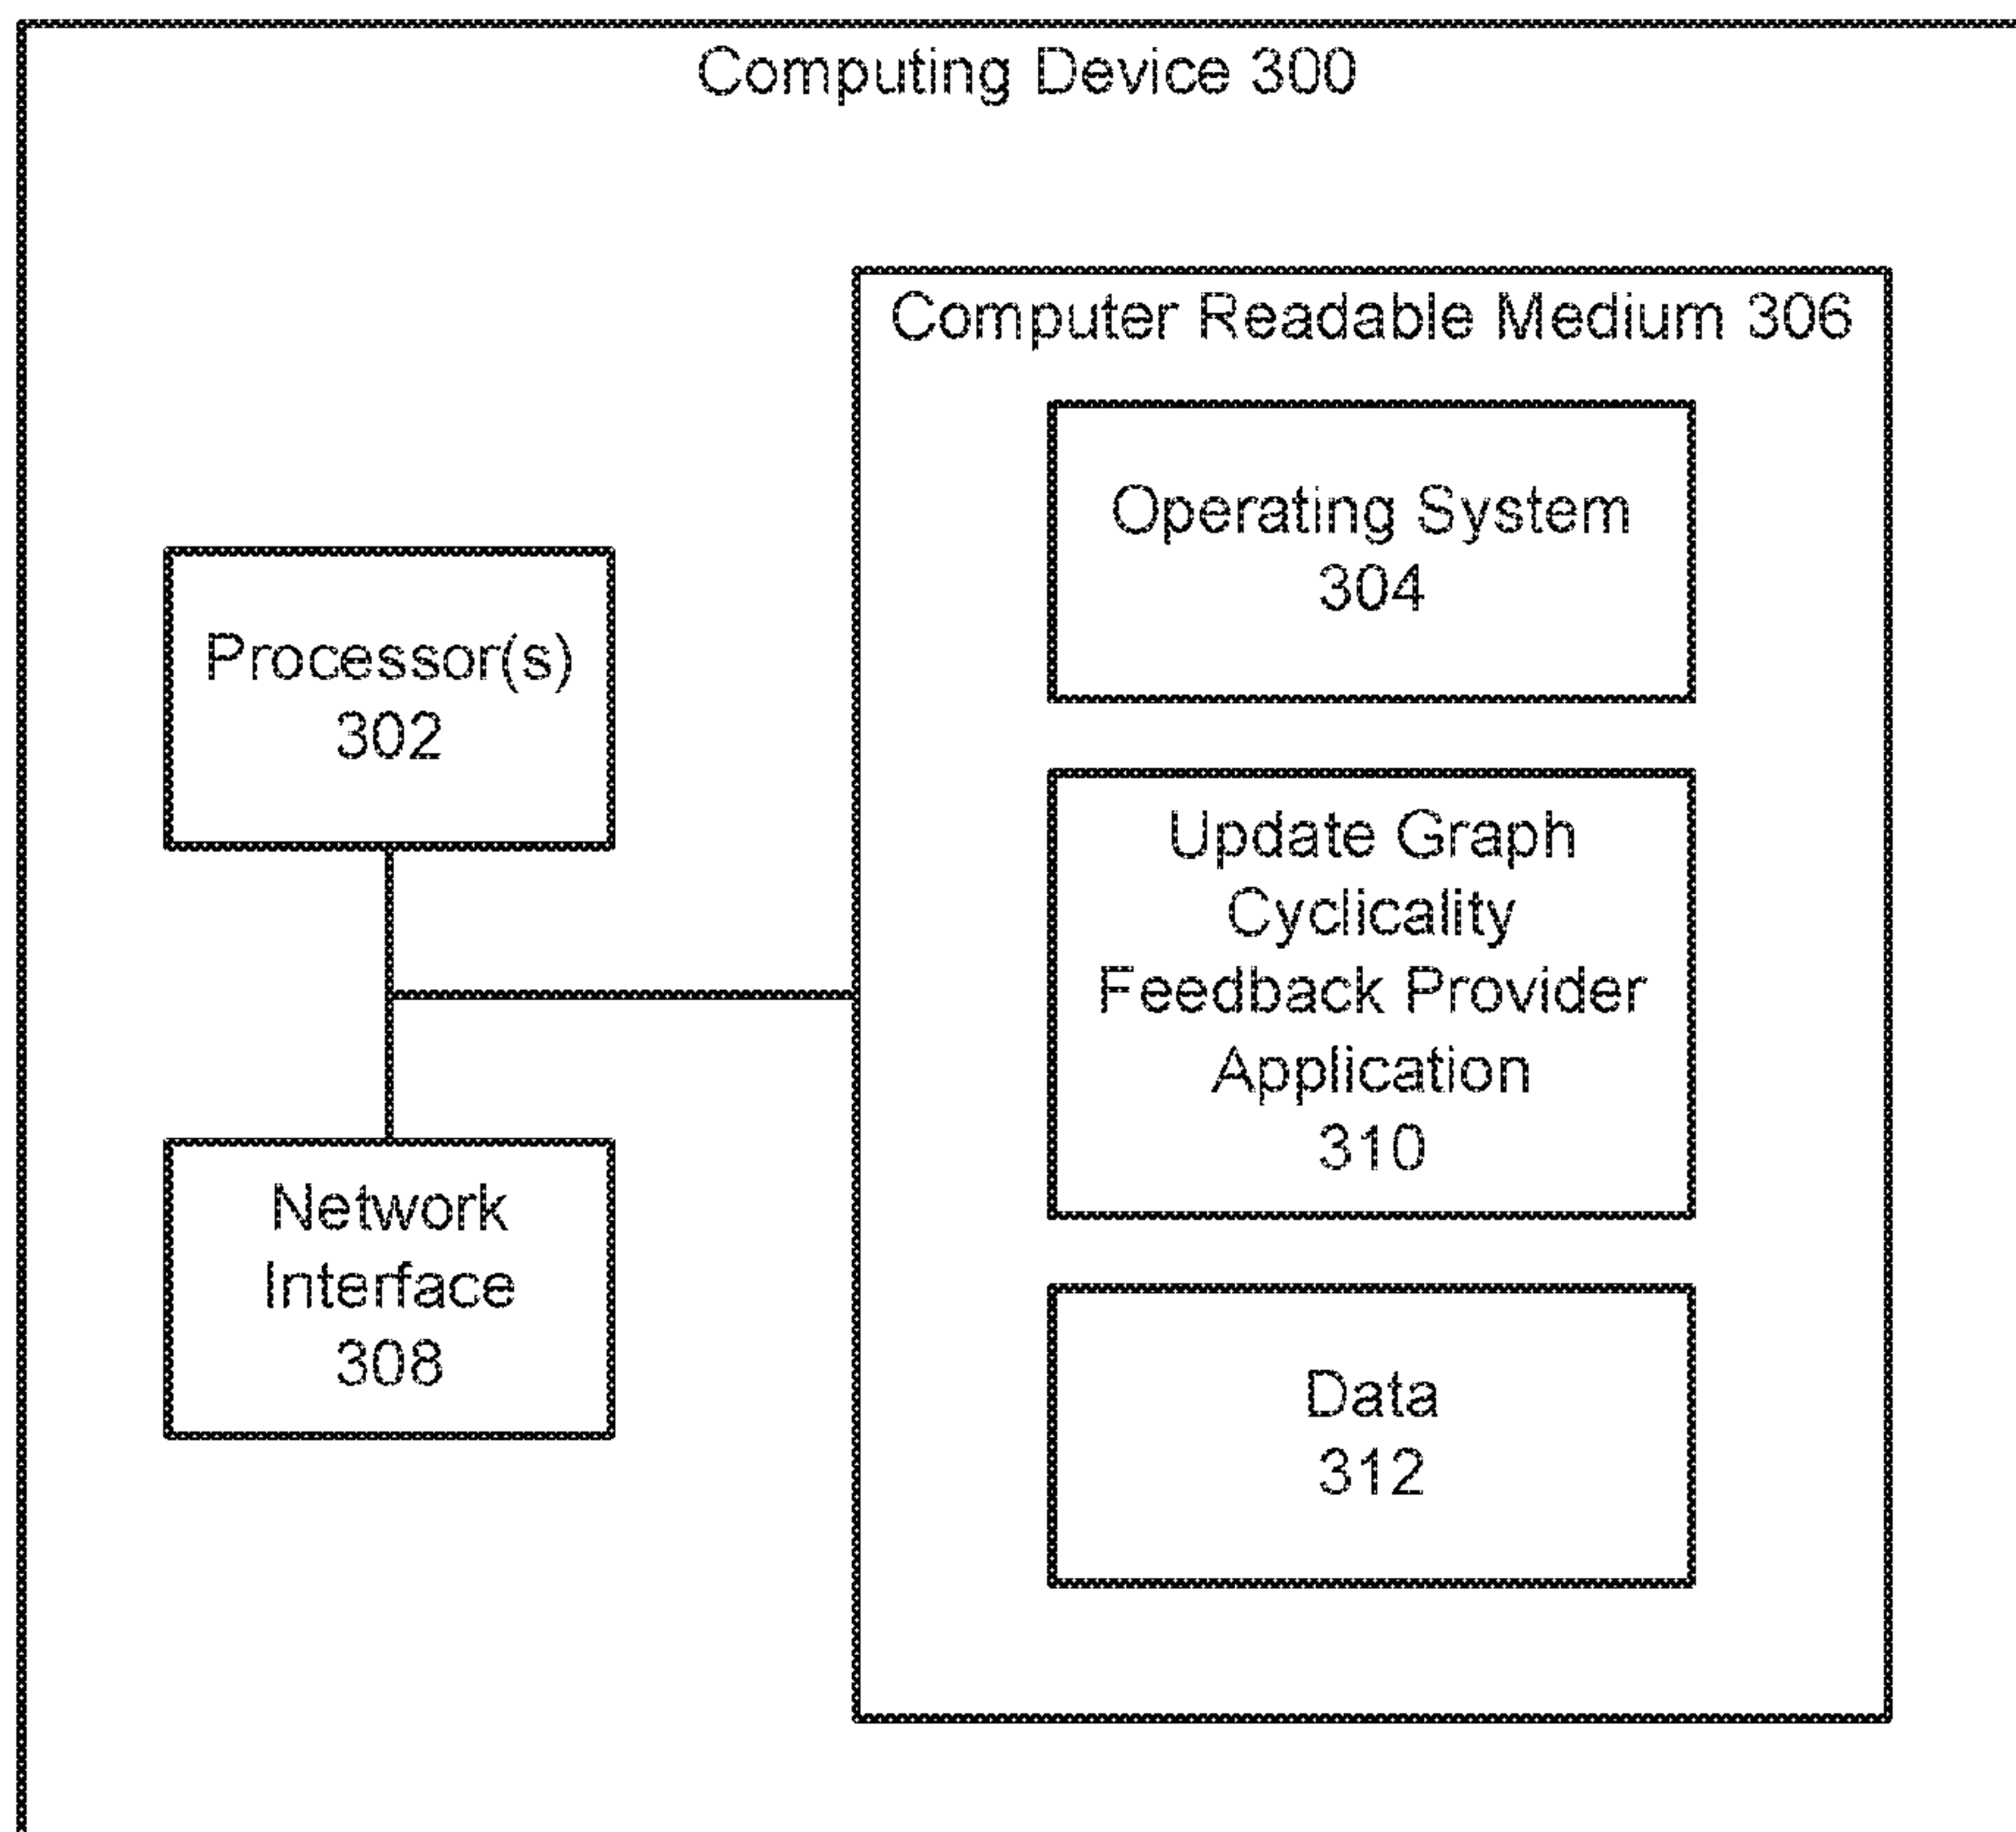 Computing Device 300
Computer Readable Medium 306
Operating System
304
Processor(s)
302
Update Graph
Cyclicality
Feedback Provider
Application
310
Network
Interface
308
Data
312